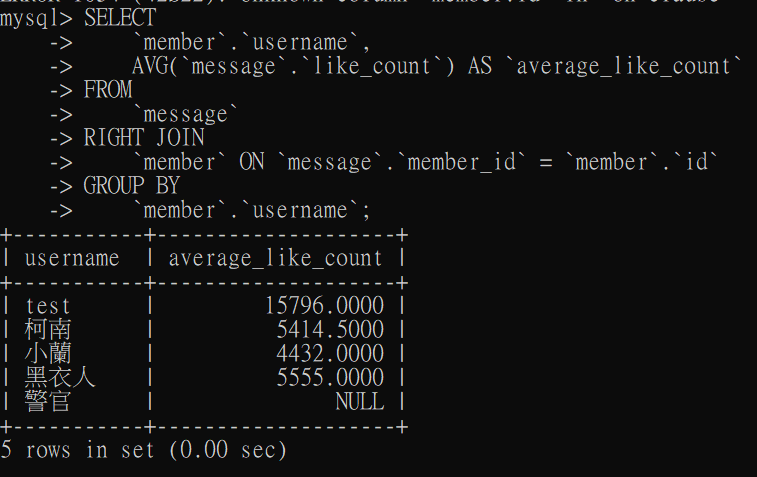 mysql> SELECT
    ->     `member`.`username`,
    ->     AVG(`message`.`like_count`) AS `average_like_count`
    -> FROM
    ->     `message`
    -> RIGHT JOIN
    ->     `member` ON `message`.`member_id` = `member`.`id`
    -> GROUP BY
    ->     `member`.`username`;
+-----------+--------------------+
| username  | average_like_count |
+-----------+--------------------+
| test      |         15796.0000 |
| 柯南      |          5414.5000 |
| 小蘭      |          4432.0000 |
| 黑衣人    |          5555.0000 |
| 警官      |               NULL |
+-----------+--------------------+
5 rows in set (0.00 sec)